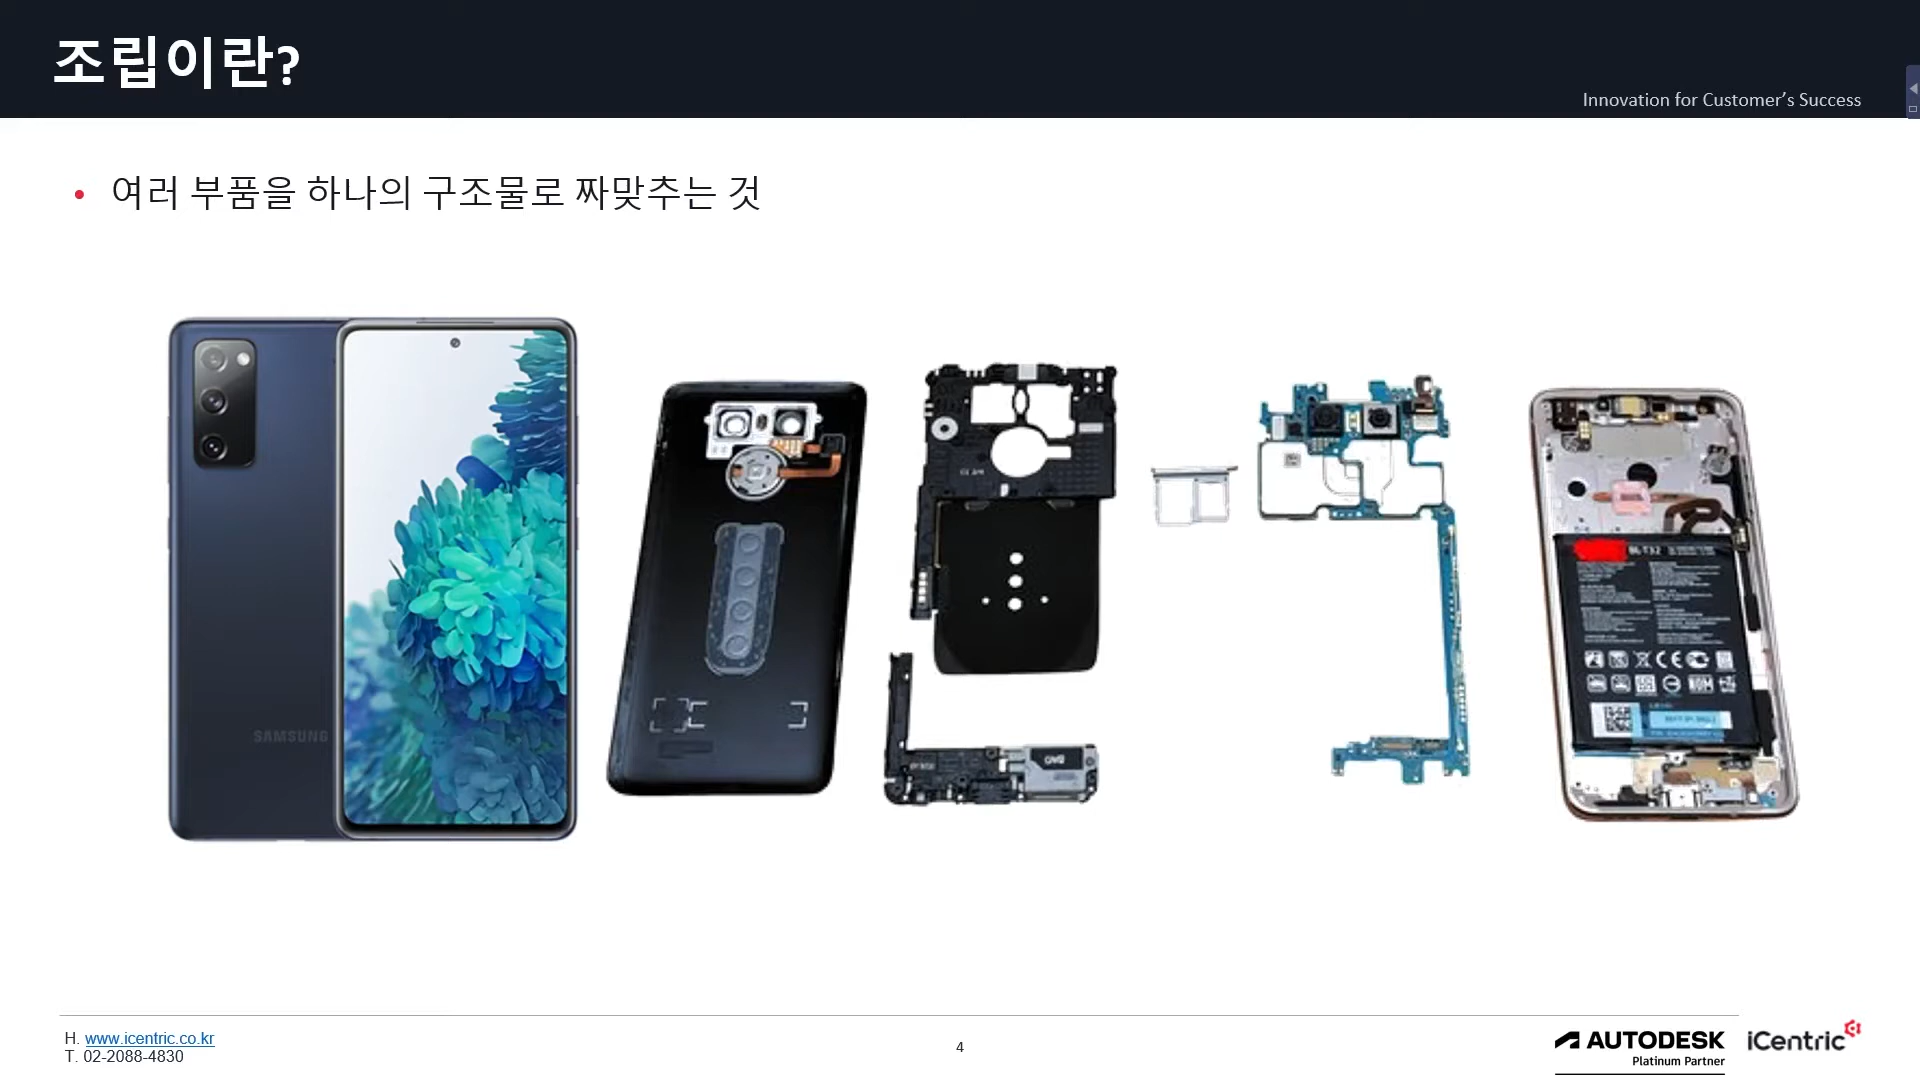 조립이란?
Innovation for Customer’s Success
• 여러 부품을 하나의 구조물로 짜맞추는 것
SAMSUNG
BL-T32
H. www.icentric.co.kr
T. 02-2088-4830
4
AUTODESK
Platinum Partner
iCentric